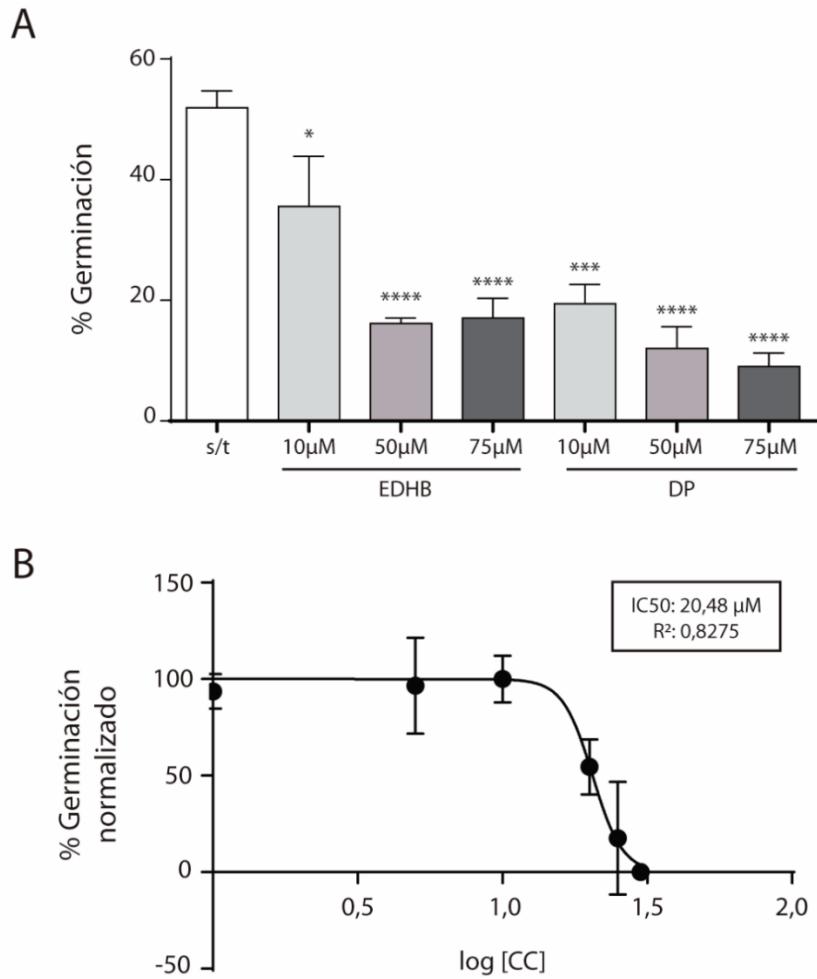 A
% Germinación
60
40
20
0
*
****
****
***
****
****
s/t
10µM
50µM
75µM
10µM
50µM
75µM
EDHB
DP
B
% Germinación
normalizado
150
100
50
0
-50
IC50: 20,48 µM
R²: 0,8275
0,5
1,0
1,5
2,0
log [CC]